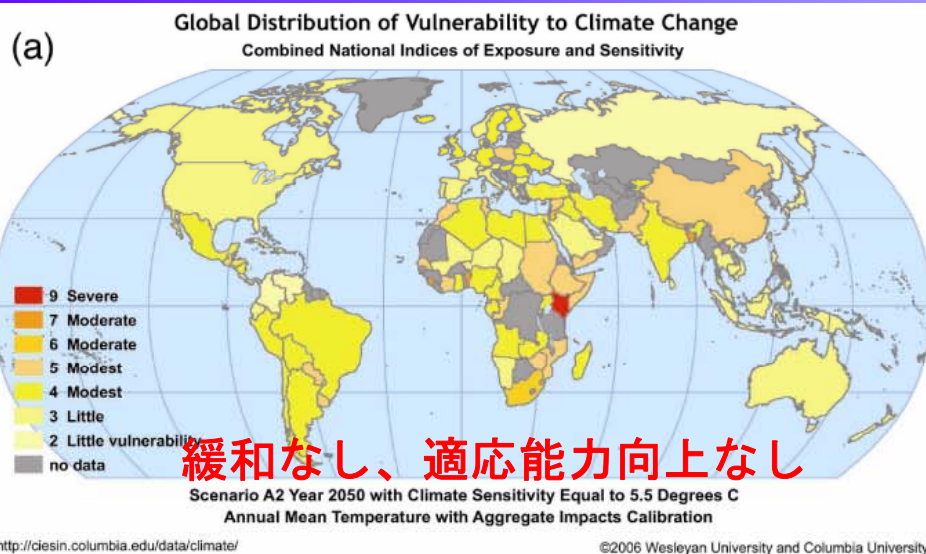 Global Distribution of Vulnerability to Climate Change
(a)
Combined National Indices of Exposure and Sensitivity
9 Severe
7 Moderate
6 Moderate
5 Modest
4 Modest
3 Little
2 Little vulnerability
no data
緩和なし、適応能力向上なし
Scenario A2 Year 2050 with Climate Sensitivity Equal to 5.5 Degrees C
Annual Mean Temperature with Aggregate Impacts Calibration
http://ciesin.columbia.edu/data/climate/
©2006 Wesleyan University and Columbia University